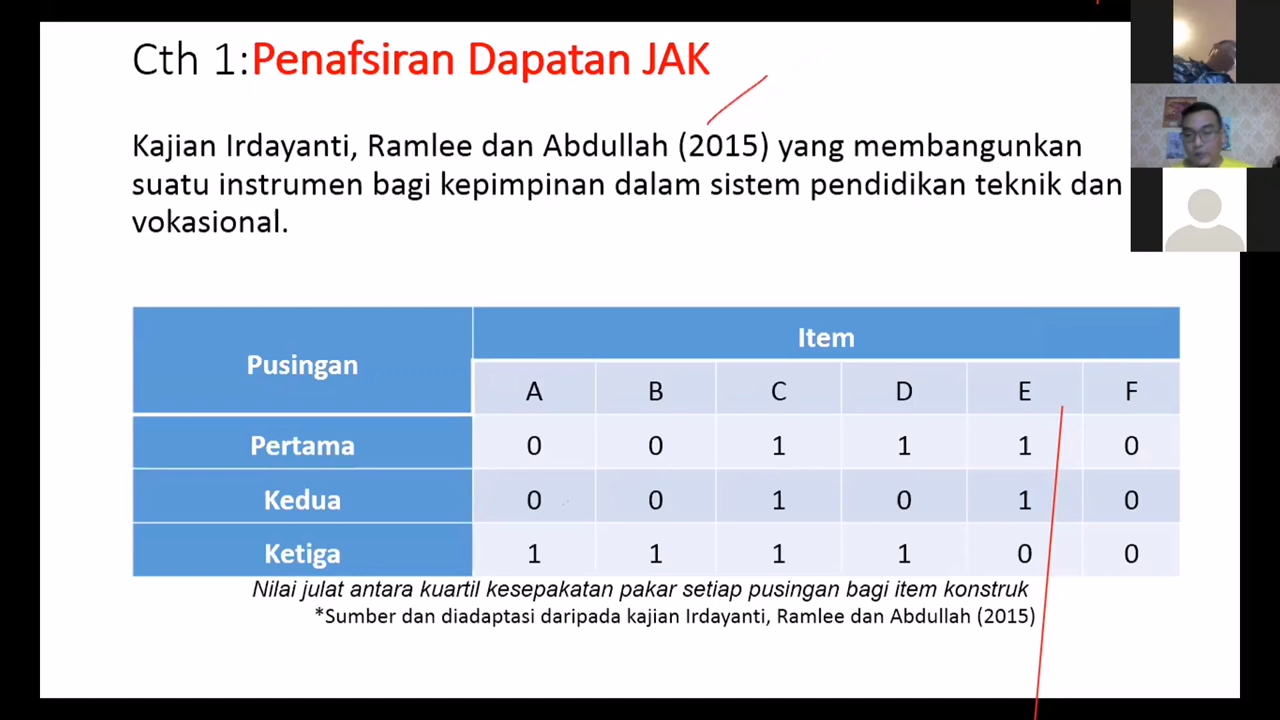 Cth 1:Penafsiran Dapatan JAK
Kajian Irdayanti, Ramlee dan Abdullah (2015) yang membangunkan
suatu instrumen bagi kepimpinan dalam sistem pendidikan teknik dan
vokasional.
Pusingan Item
A B C D E F
Pertama 0 0 1 1 1 0
Kedua 0 0 1 0 1 0
Ketiga 1 1 1 1 0 0
Nilai julat antara kuartil kesepakatan pakar setiap pusingan bagi item konstruk
*Sumber dan diadaptasi daripada kajian Irdayanti, Ramlee dan Abdullah (2015)